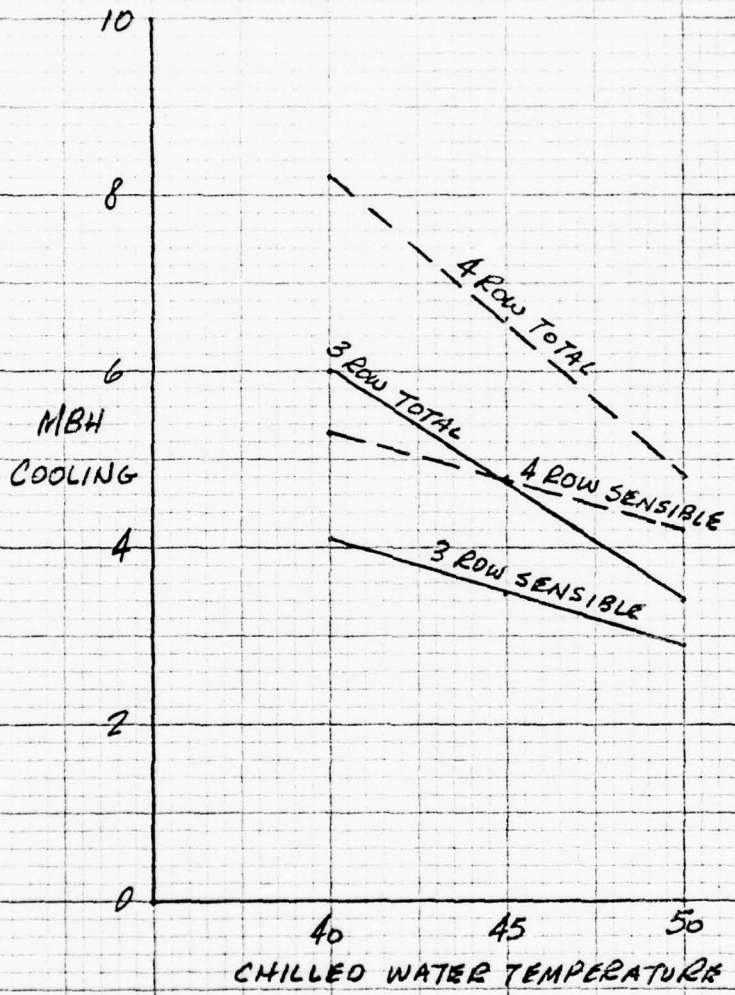 10
8
4 ROW TOTAL
6
3 ROW TOTAL
MBH
COOLING
4 ROW SENSIBLE
4
3 ROW SENSIBLE
2
0
40
45
50
CHILLED WATER TEMPERATURE